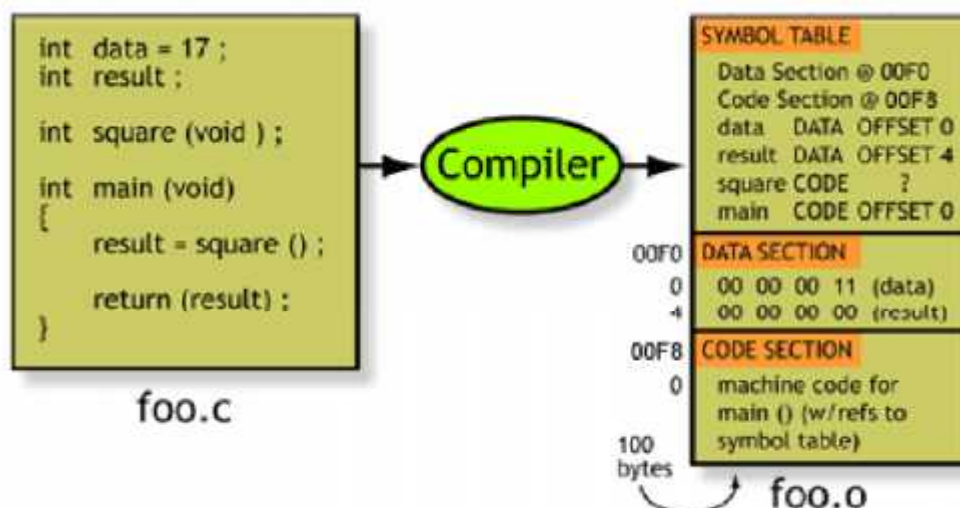 int data = 17 ;
int result ;
int square (void ) ;
int main (void)
{
result = square () ;
return (result) ;
}
foo.c
Compiler
SYMBOL TABLE
Data Section @ 00F0
Code Section @ 00F8
data DATA OFFSET 0
result DATA OFFSET 4
square CODE ?
main CODE OFFSET 0
00F0 DATA SECTION
0 00 00 00 11 (data)
4 00 00 00 00 (result)
00F8 CODE SECTION
0 machine code for
main () (w/refs to
symbol table)
100
bytes
foo.o